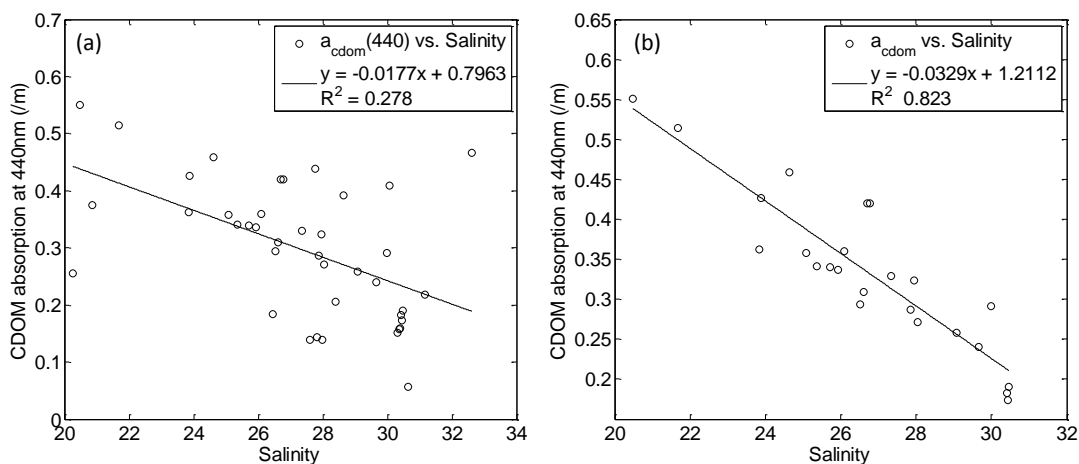 (a)
a_cdom(440) vs. Salinity
y = -0.0177x + 0.7963
R² = 0.278
CDOM absorption at 440nm (/m)
0.7
0.6
0.5
0.4
0.3
0.2
0.1
0
20 22 24 26 28 30 32 34
Salinity
(b)
a_cdom vs. Salinity
y = -0.0329x + 1.2112
R² 0.823
CDOM absorption at 440nm (/m)
0.65
0.6
0.55
0.5
0.45
0.4
0.35
0.3
0.25
0.2
20 22 24 26 28 30 32
Salinity